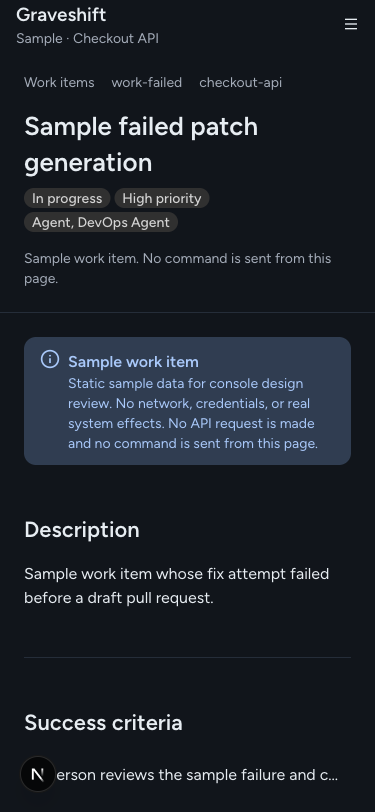 Graveshift
Sample · Checkout API
Work items work-failed checkout-api
Sample failed patch
generation
In progress High priority
Agent, DevOps Agent
Sample work item. No command is sent from this
page.
Sample work item
Static sample data for console design
review. No network, credentials, or real
system effects. No API request is made
and no command is sent from this page.
Description
Sample work item whose fix attempt failed
before a draft pull request.
Success criteria
N
erson reviews the sample failure and c...